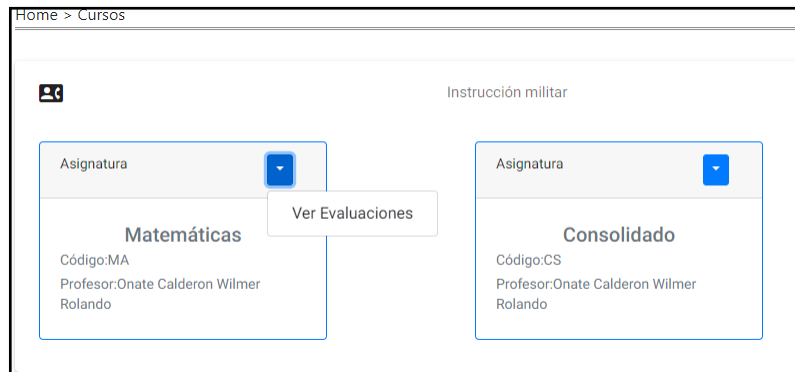 Home > Cursos
Instrucción militar
Asignatura
Ver Evaluaciones
Matemáticas
Código:MA
Profesor:Onate Calderon Wilmer
Rolando
Asignatura
Consolidado
Código:CS
Profesor:Onate Calderon Wilmer
Rolando